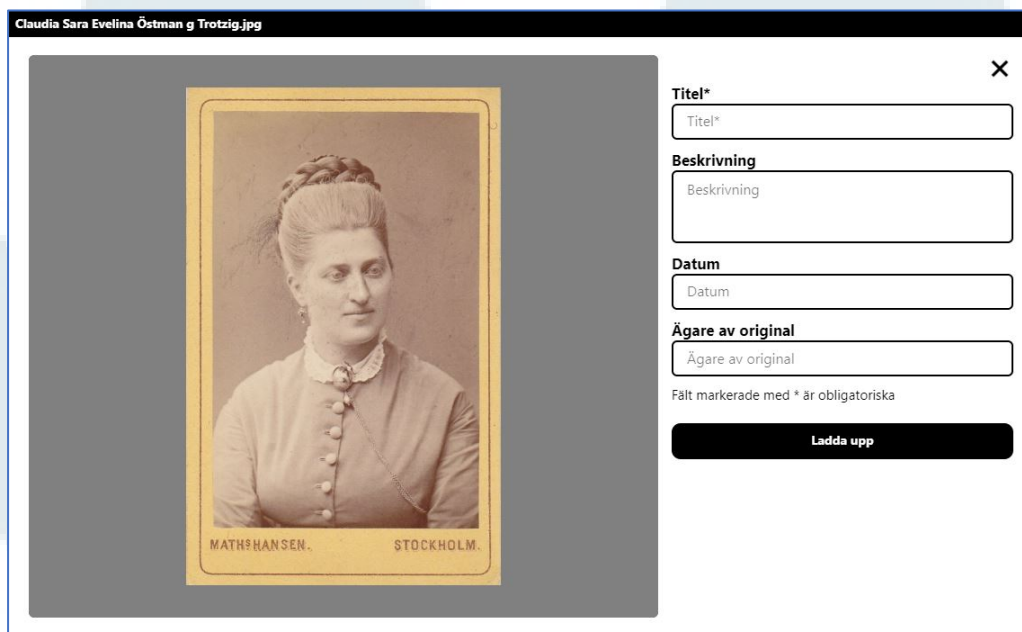 Claudia Sara Evelina Östman g Trotzig.jpg
Titel*
Titel*
Beskrivning
Beskrivning
Datum
Datum
Ägare av original
Ägare av original
Fält markerade med * är obligatoriska
Ladda upp
MATHS HANSEN. STOCKHOLM.